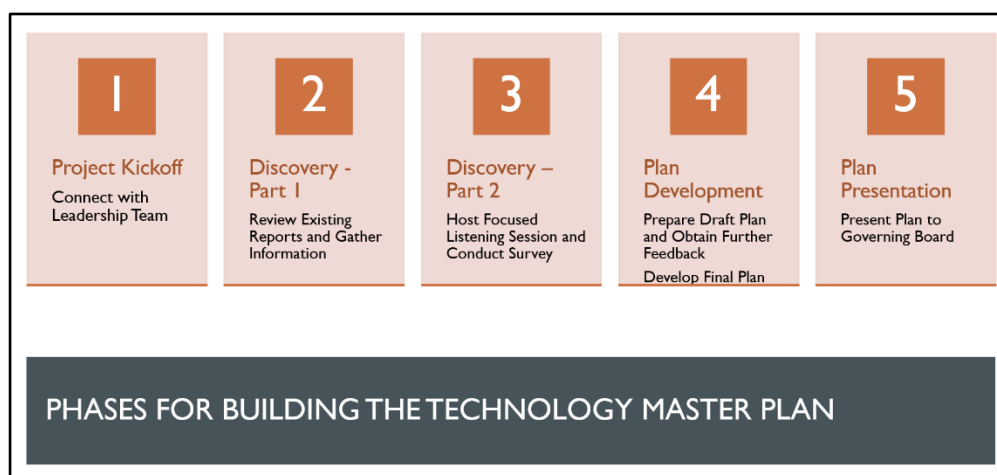 1
Project Kickoff
Connect with
Leadership Team
2
Discovery -
Part 1
Review Existing
Reports and Gather
Information
3
Discovery –
Part 2
Host Focused
Listening Session and
Conduct Survey
4
Plan
Development
Prepare Draft Plan
and Obtain Further
Feedback
Develop Final Plan
5
Plan
Presentation
Present Plan to
Governing Board
PHASES FOR BUILDING THE TECHNOLOGY MASTER PLAN